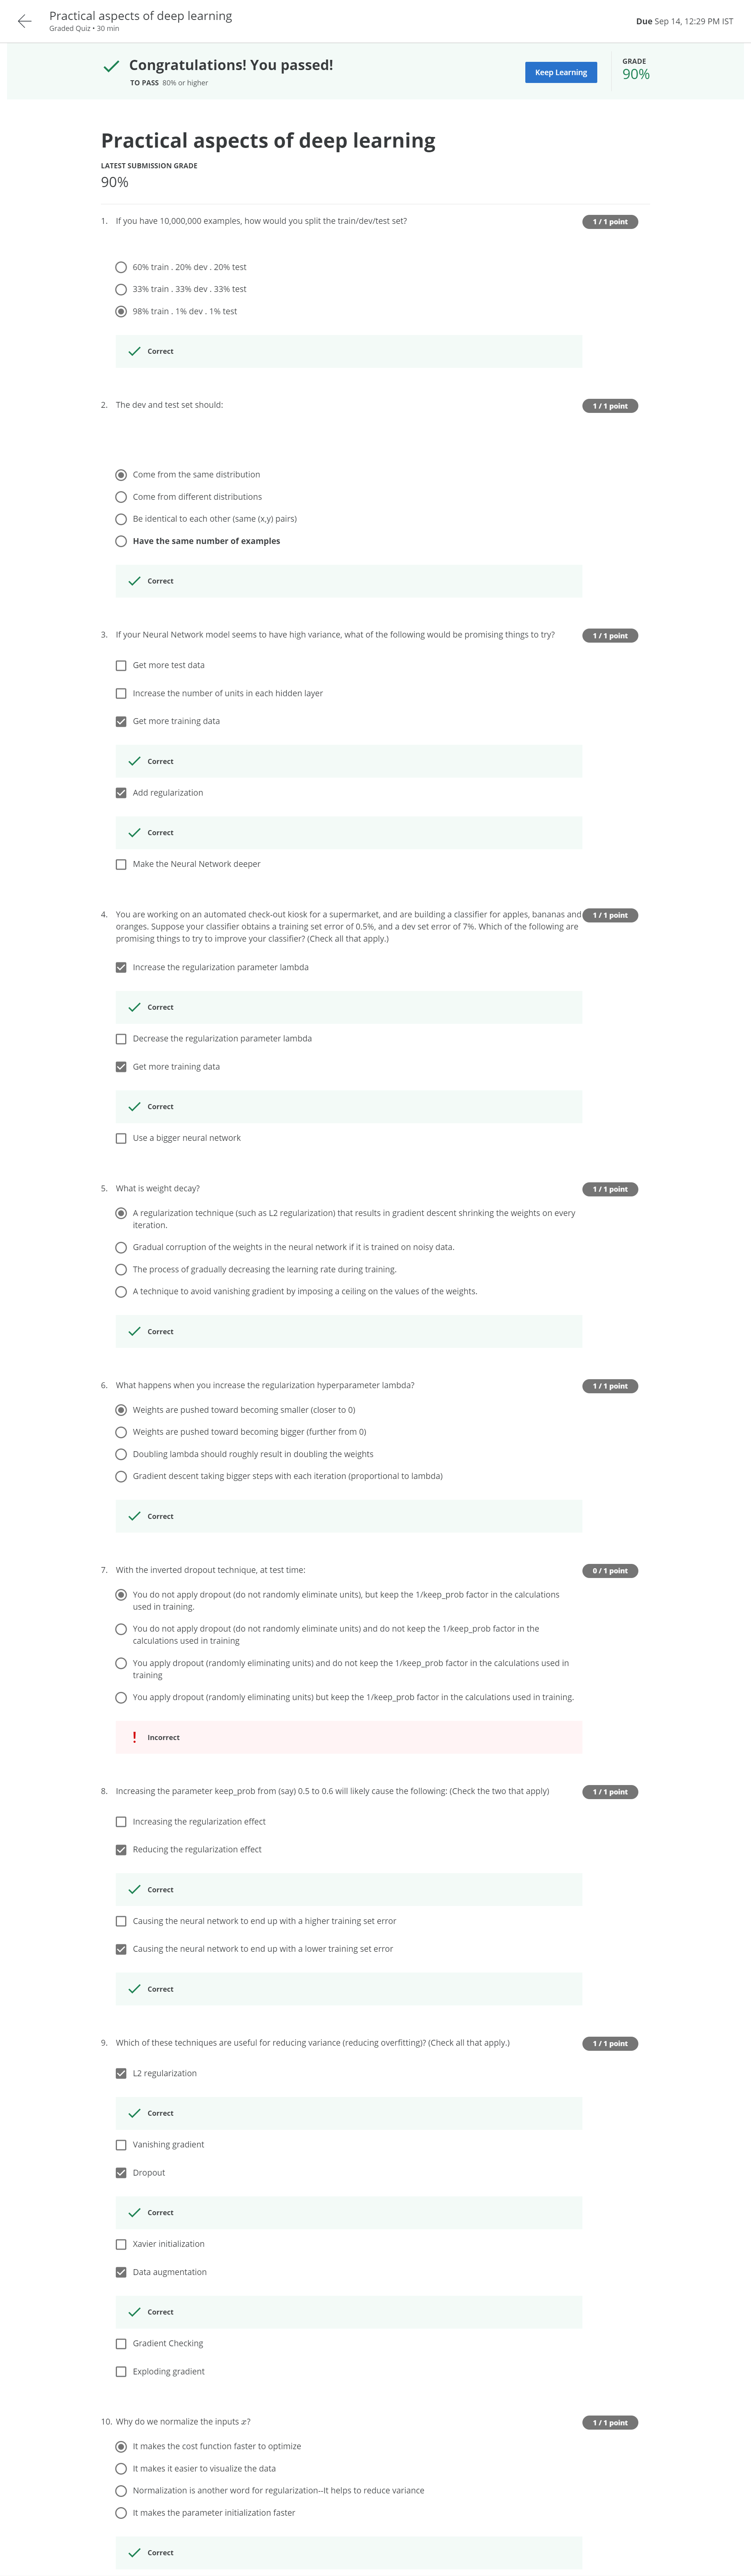 Practical aspects of deep learning
Graded Quiz • 30 min
Due Sep 14, 12:29 PM IST
Congratulations! You passed!
TO PASS 80% or higher
Keep Learning
GRADE
90%
Practical aspects of deep learning
LATEST SUBMISSION GRADE
90%
1. If you have 10,000,000 examples, how would you split the train/dev/test set?
1 / 1 point
60% train . 20% dev . 20% test
33% train . 33% dev . 33% test
98% train . 1% dev . 1% test
Correct
2. The dev and test set should:
1 / 1 point
Come from the same distribution
Come from different distributions
Be identical to each other (same (x,y) pairs)
Have the same number of examples
Correct
3. If your Neural Network model seems to have high variance, what of the following would be promising things to try?
1 / 1 point
Get more test data
Increase the number of units in each hidden layer
Get more training data
Correct
Add regularization
Correct
Make the Neural Network deeper
4. You are working on an automated check-out kiosk for a supermarket, and are building a classifier for apples, bananas and
1 / 1 point
oranges. Suppose your classifier obtains a training set error of 0.5%, and a dev set error of 7%. Which of the following are
promising things to try to improve your classifier? (Check all that apply.)
Increase the regularization parameter lambda
Correct
Decrease the regularization parameter lambda
Get more training data
Correct
Use a bigger neural network
5. What is weight decay?
1 / 1 point
A regularization technique (such as L2 regularization) that results in gradient descent shrinking the weights on every
iteration.
Gradual corruption of the weights in the neural network if it is trained on noisy data.
The process of gradually decreasing the learning rate during training.
A technique to avoid vanishing gradient by imposing a ceiling on the values of the weights.
Correct
6. What happens when you increase the regularization hyperparameter lambda?
1 / 1 point
Weights are pushed toward becoming smaller (closer to 0)
Weights are pushed toward becoming bigger (further from 0)
Doubling lambda should roughly result in doubling the weights
Gradient descent taking bigger steps with each iteration (proportional to lambda)
Correct
7. With the inverted dropout technique, at test time:
0 / 1 point
You do not apply dropout (do not randomly eliminate units), but keep the 1/keep_prob factor in the calculations
used in training.
You do not apply dropout (do not randomly eliminate units) and do not keep the 1/keep_prob factor in the
calculations used in training
You apply dropout (randomly eliminating units) and do not keep the 1/keep_prob factor in the calculations used in
training
You apply dropout (randomly eliminating units) but keep the 1/keep_prob factor in the calculations used in training.
Incorrect
8. Increasing the parameter keep_prob from (say) 0.5 to 0.6 will likely cause the following: (Check the two that apply)
1 / 1 point
Increasing the regularization effect
Reducing the regularization effect
Correct
Causing the neural network to end up with a higher training set error
Causing the neural network to end up with a lower training set error
Correct
9. Which of these techniques are useful for reducing variance (reducing overfitting)? (Check all that apply.)
1 / 1 point
L2 regularization
Correct
Vanishing gradient
Dropout
Correct
Xavier initialization
Data augmentation
Correct
Gradient Checking
Exploding gradient
10. Why do we normalize the inputs x?
1 / 1 point
It makes the cost function faster to optimize
It makes it easier to visualize the data
Normalization is another word for regularization--It helps to reduce variance
It makes the parameter initialization faster
Correct